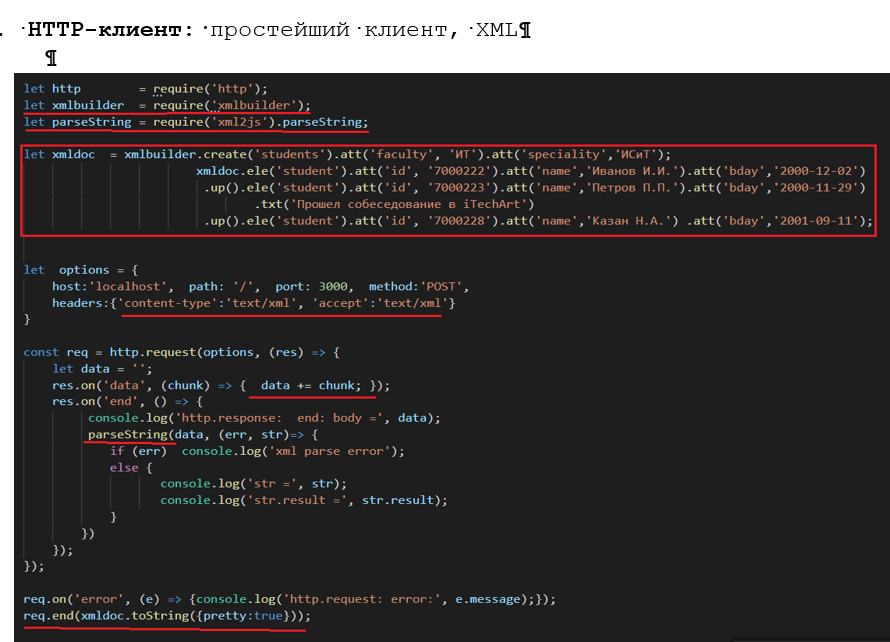 . ·HTTP-клиент:·простейший·клиент,·XML¶
¶
let http        = require('http');
let xmlbuilder  = require('xmlbuilder');
let parseString = require('xml2js').parseString;
let xmldoc  = xmlbuilder.create('students').att('faculty', 'ИТ').att('speciality','ИСиТ');
xmldoc.ele('student').att('id', '7000222').att('name','Иванов И.И.').att('bday','2000-12-02')
.up().ele('student').att('id', '7000223').att('name','Петров П.П.').att('bday','2000-11-29')
.txt('Прошел собеседование в iTechArt')
.up().ele('student').att('id', '7000228').att('name','Казан Н.А.') .att('bday','2001-09-11');
let  options = {
host:'localhost',  path: '/',  port: 3000,  method:'POST',
headers:{'content-type':'text/xml', 'accept':'text/xml'}
}
const req = http.request(options, (res) => {
let data = '';
res.on('data', (chunk) => {  data += chunk; });
res.on('end', () => {
console.log('http.response:  end: body =', data);
parseString(data, (err, str)=> {
if (err)  console.log('xml parse error');
else {
console.log('str =', str);
console.log('str.result =', str.result);
}
})
});
});
req.on('error', (e) => {console.log('http.request: error:', e.message);});
req.end(xmldoc.toString({pretty:true}));